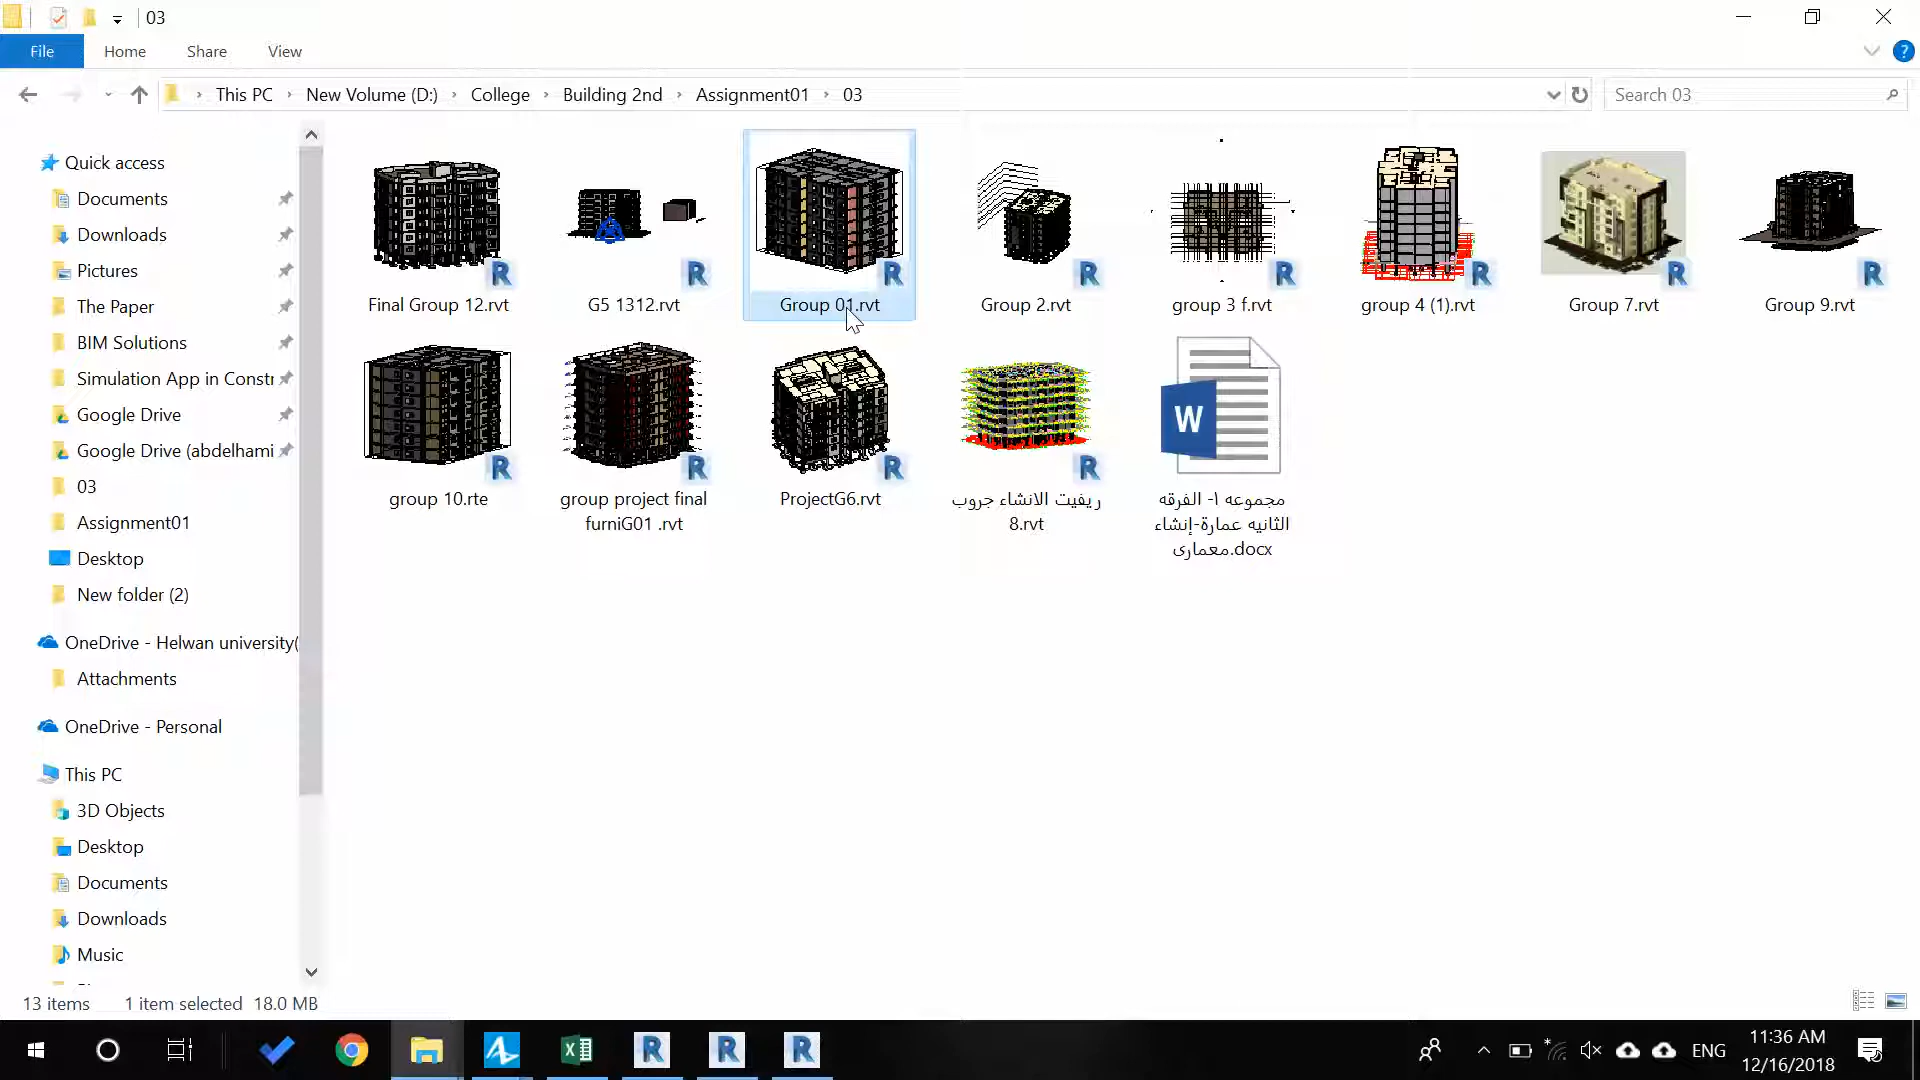 03
File
Home
Share
View
This PC
New Volume (D:)
College
Building 2nd
Assignment01
03
Search 03
Quick access
Documents
Downloads
Pictures
The Paper
BIM Solutions
Simulation App in Constr
Google Drive
Google Drive (abdelhami
03
Assignment01
Desktop
New folder (2)
OneDrive - Helwan university(
Attachments
OneDrive - Personal
This PC
3D Objects
Desktop
Documents
Downloads
Music
Final Group 12.rvt
G5 1312.rvt
Group 01.rvt
Group 2.rvt
group 3 f.rvt
group 4 (1).rvt
Group 7.rvt
Group 9.rvt
group 10.rte
group project final
furniG01 .rvt
ProjectG6.rvt
ريفيت الانشاء جروب
8.rvt
مجموعه ١- الفرقه
الثانيه عمارة-إنشاء
معمارى.docx
13 items
1 item selected
18.0 MB
ENG
11:36 AM
12/16/2018